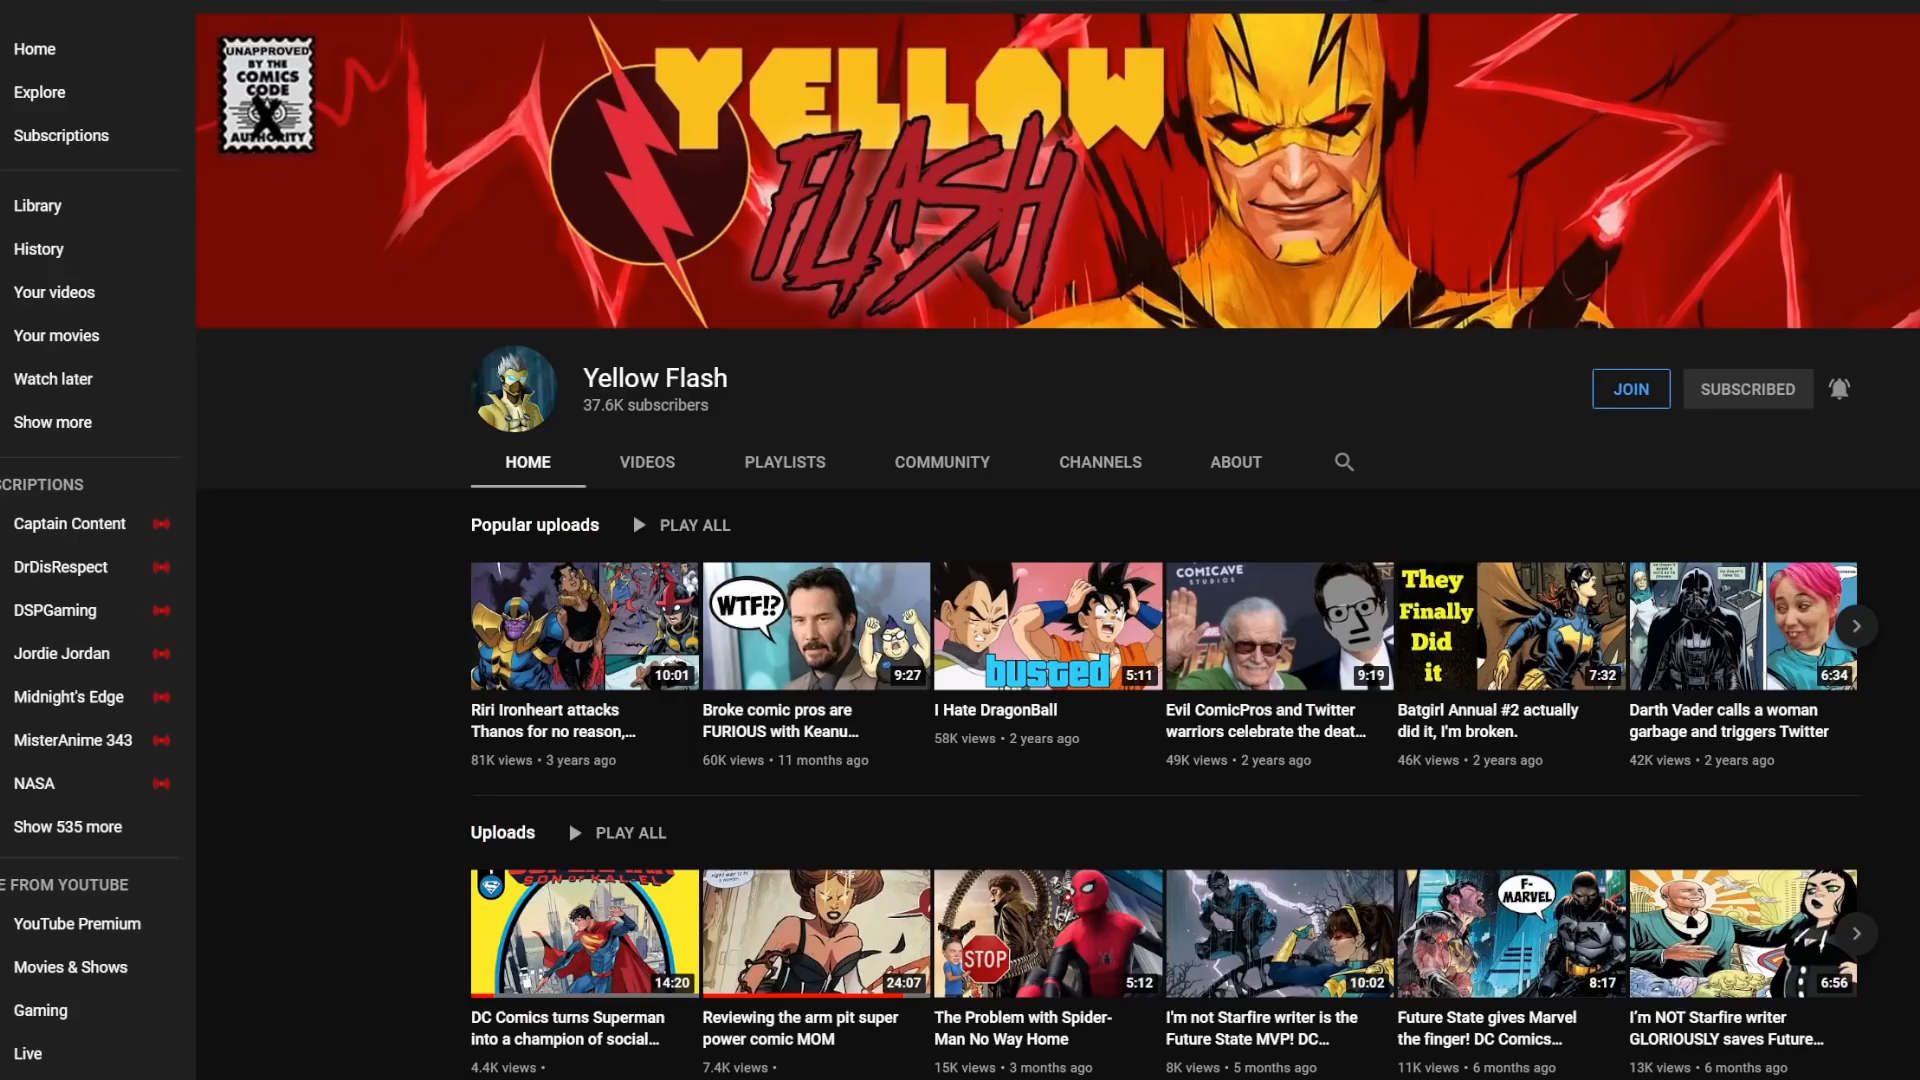 Home
Explore
Subscriptions
Library
History
Your videos
Your movies
Watch later
Show more
SCRIPTIONS
Captain Content
DrDisRespect
DSPGaming
Jordie Jordan
Midnight's Edge
MisterAnime 343
NASA
Show 535 more
E FROM YOUTUBE
YouTube Premium
Movies & Shows
Gaming
Live
UNAPPROVED
BY THE
COMICS
CODE
AUTHORITY
YELLOW
FLASH
Yellow Flash
37.6K subscribers
JOIN
SUBSCRIBED
HOME
VIDEOS
PLAYLISTS
COMMUNITY
CHANNELS
ABOUT
Popular uploads
PLAY ALL
10:01
WTF!?
9:27
busted
5:11
COMICAVE
STUDIOS
9:19
They
Finally
Did
it
7:32
6:34
Riri Ironheart attacks
Thanos for no reason,...
81K views • 3 years ago
Broke comic pros are
FURIOUS with Keanu...
60K views • 11 months ago
I Hate DragonBall
58K views • 2 years ago
Evil ComicPros and Twitter
warriors celebrate the deat...
49K views • 2 years ago
Batgirl Annual #2 actually
did it, I'm broken.
46K views • 2 years ago
Darth Vader calls a woman
garbage and triggers Twitter
42K views • 2 years ago
Uploads
PLAY ALL
SON OF KAL-EL
14:20
24:07
STOP
5:12
10:02
F-
MARVEL
8:17
6:56
DC Comics turns Superman
into a champion of social...
4.4K views •
Reviewing the arm pit super
power comic MOM
7.4K views •
The Problem with Spider-
Man No Way Home
15K views • 3 months ago
I'm not Starfire writer is the
Future State MVP! DC...
8K views • 5 months ago
Future State gives Marvel
the finger! DC Comics...
11K views • 6 months ago
I'm NOT Starfire writer
GLORIOUSLY saves Future...
13K views • 6 months ago